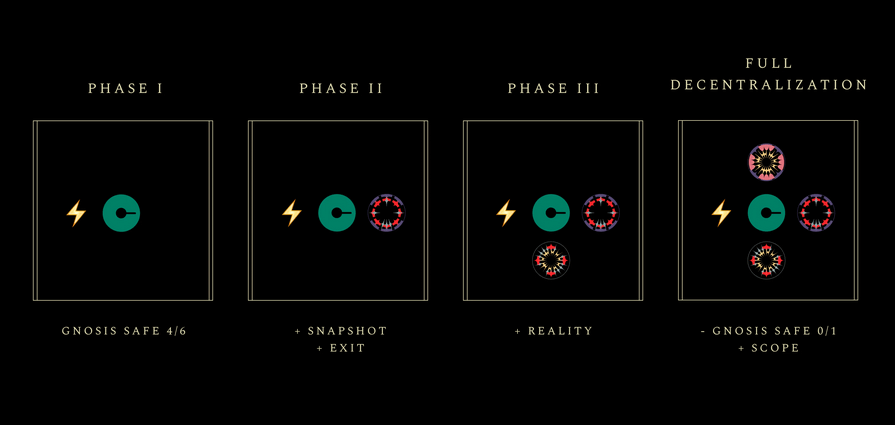 PHASE I
GNOSIS SAFE 4/6
PHASE II
+ SNAPSHOT
+ EXIT
PHASE III
+ REALITY
FULL
DECENTRALIZATION
- GNOSIS SAFE 0/1
+ SCOPE